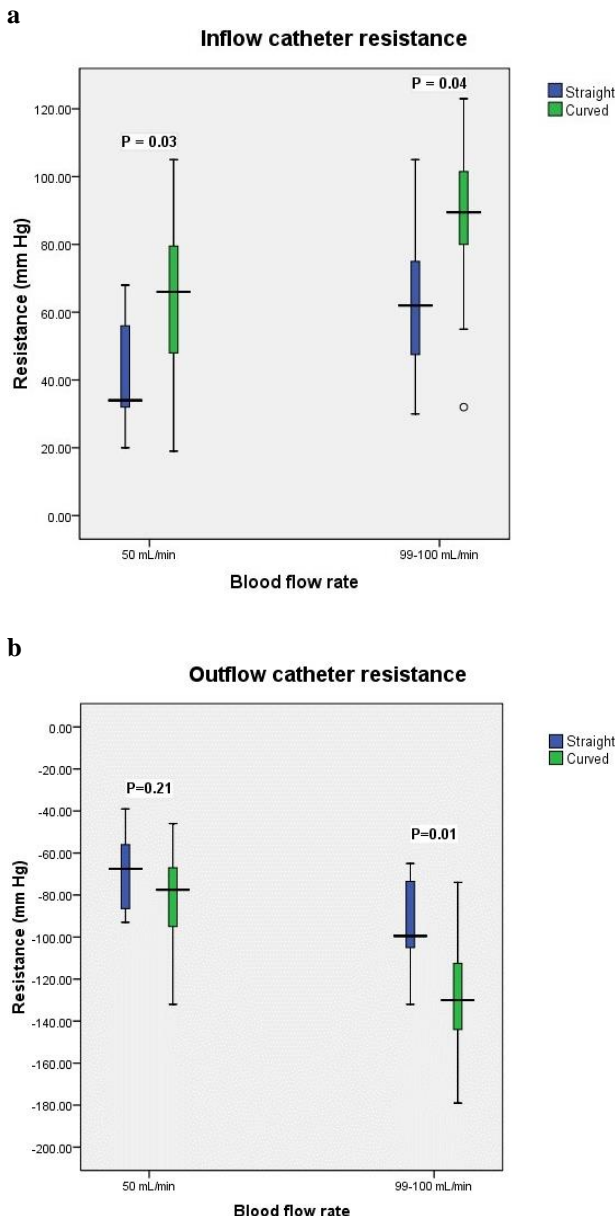 a
Inflow catheter resistance
P = 0.04
Straight
Curved
120.00
P = 0.03
100.00
80.00
60.00
40.00
20.00
0.00
Resistance (mm Hg)
50 mL/min
99-100 mL/min
Blood flow rate
b
Outflow catheter resistance
0.00
Straight
Curved
-20.00
P=0.21
-40.00
P=0.01
-60.00
-80.00
-100.00
-120.00
-140.00
-160.00
-180.00
-200.00
Resistance (mm Hg)
50 mL/min
99-100 mL/min
Blood flow rate